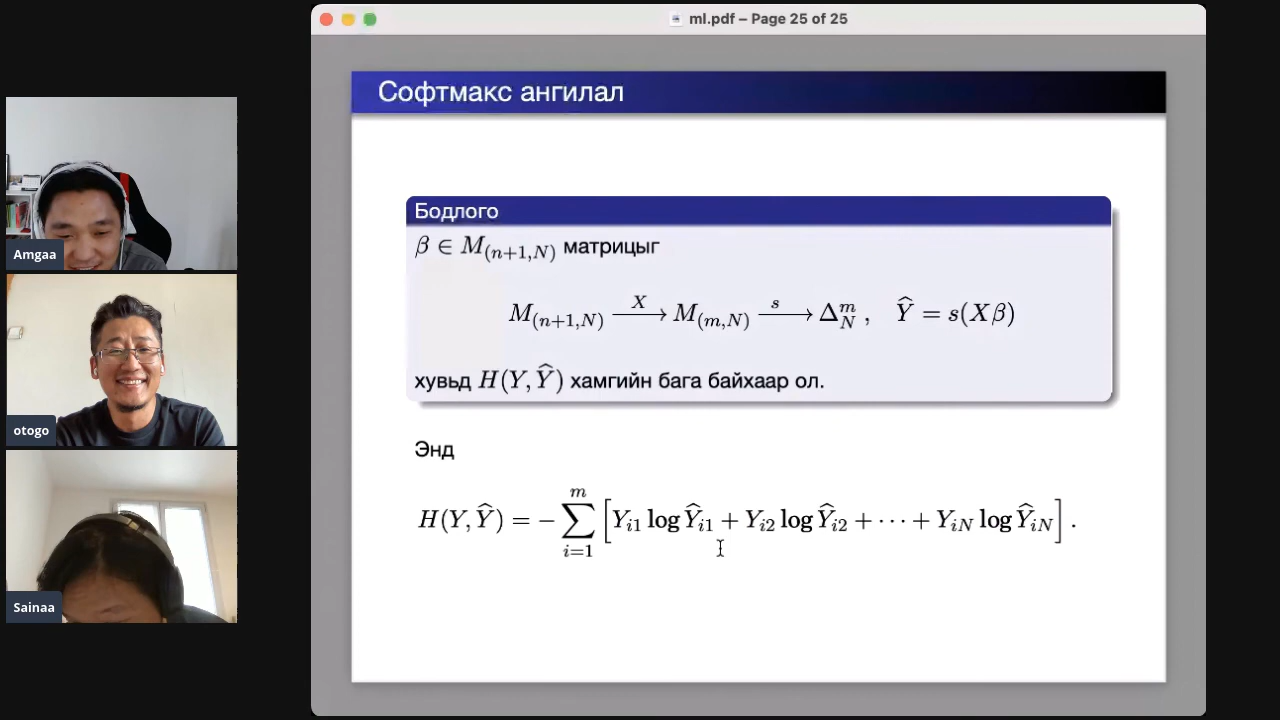 ml.pdf – Page 25 of 25
Софтмакс ангилал
Бодлого
β ∈ M₍ₙ₊₁,N₎ матрицыг
M₍ₙ₊₁,N₎ —X→ M₍ₘ,N₎ —s→ Δ_N^m , Ŷ = s(Xβ)
хувьд H(Y, Ŷ) хамгийн бага байхаар ол.
Энд
H(Y, Ŷ) = − ∑_{i=1}^{m} [Y_{i1} log Ŷ_{i1} + Y_{i2} log Ŷ_{i2} + ⋯ + Y_{iN} log Ŷ_{iN}] .
Amgaa
otogo
Sainaa